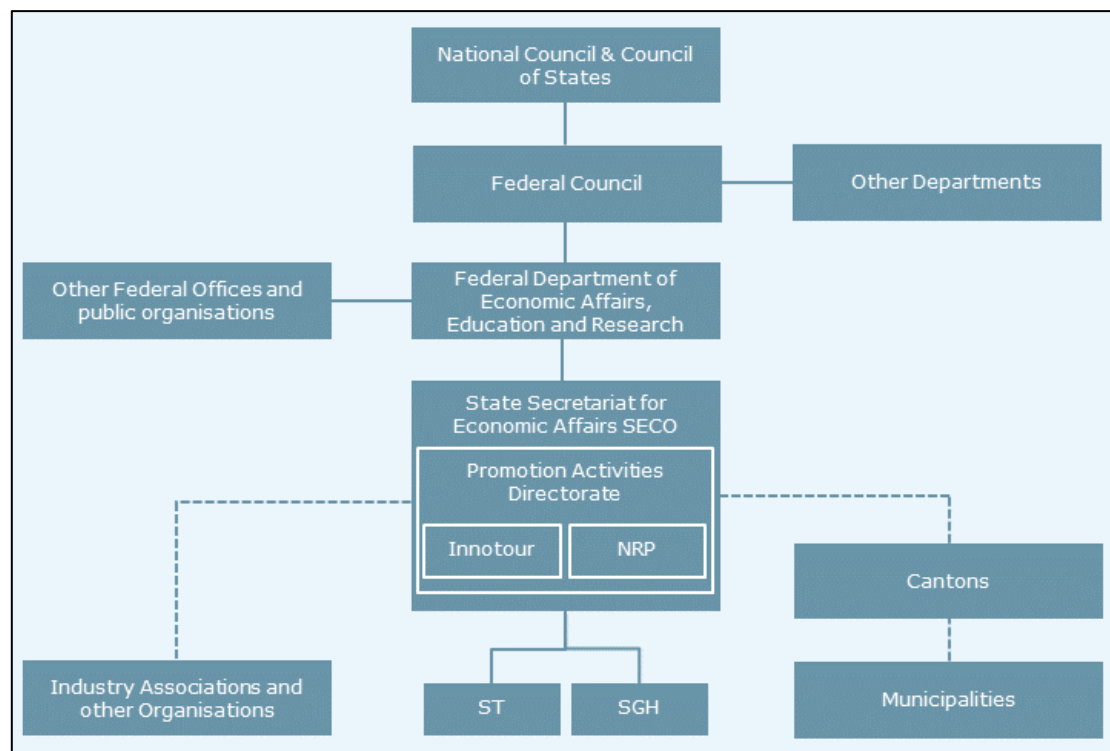 National Council & Council
of States
Federal Council
Other Departments
Other Federal Offices and
public organisations
Federal Department of
Economic Affairs,
Education and Research
State Secretariat for
Economic Affairs SECO
Promotion Activities
Directorate
Innotour
NRP
Cantons
Industry Associations and
other Organisations
ST
SGH
Municipalities